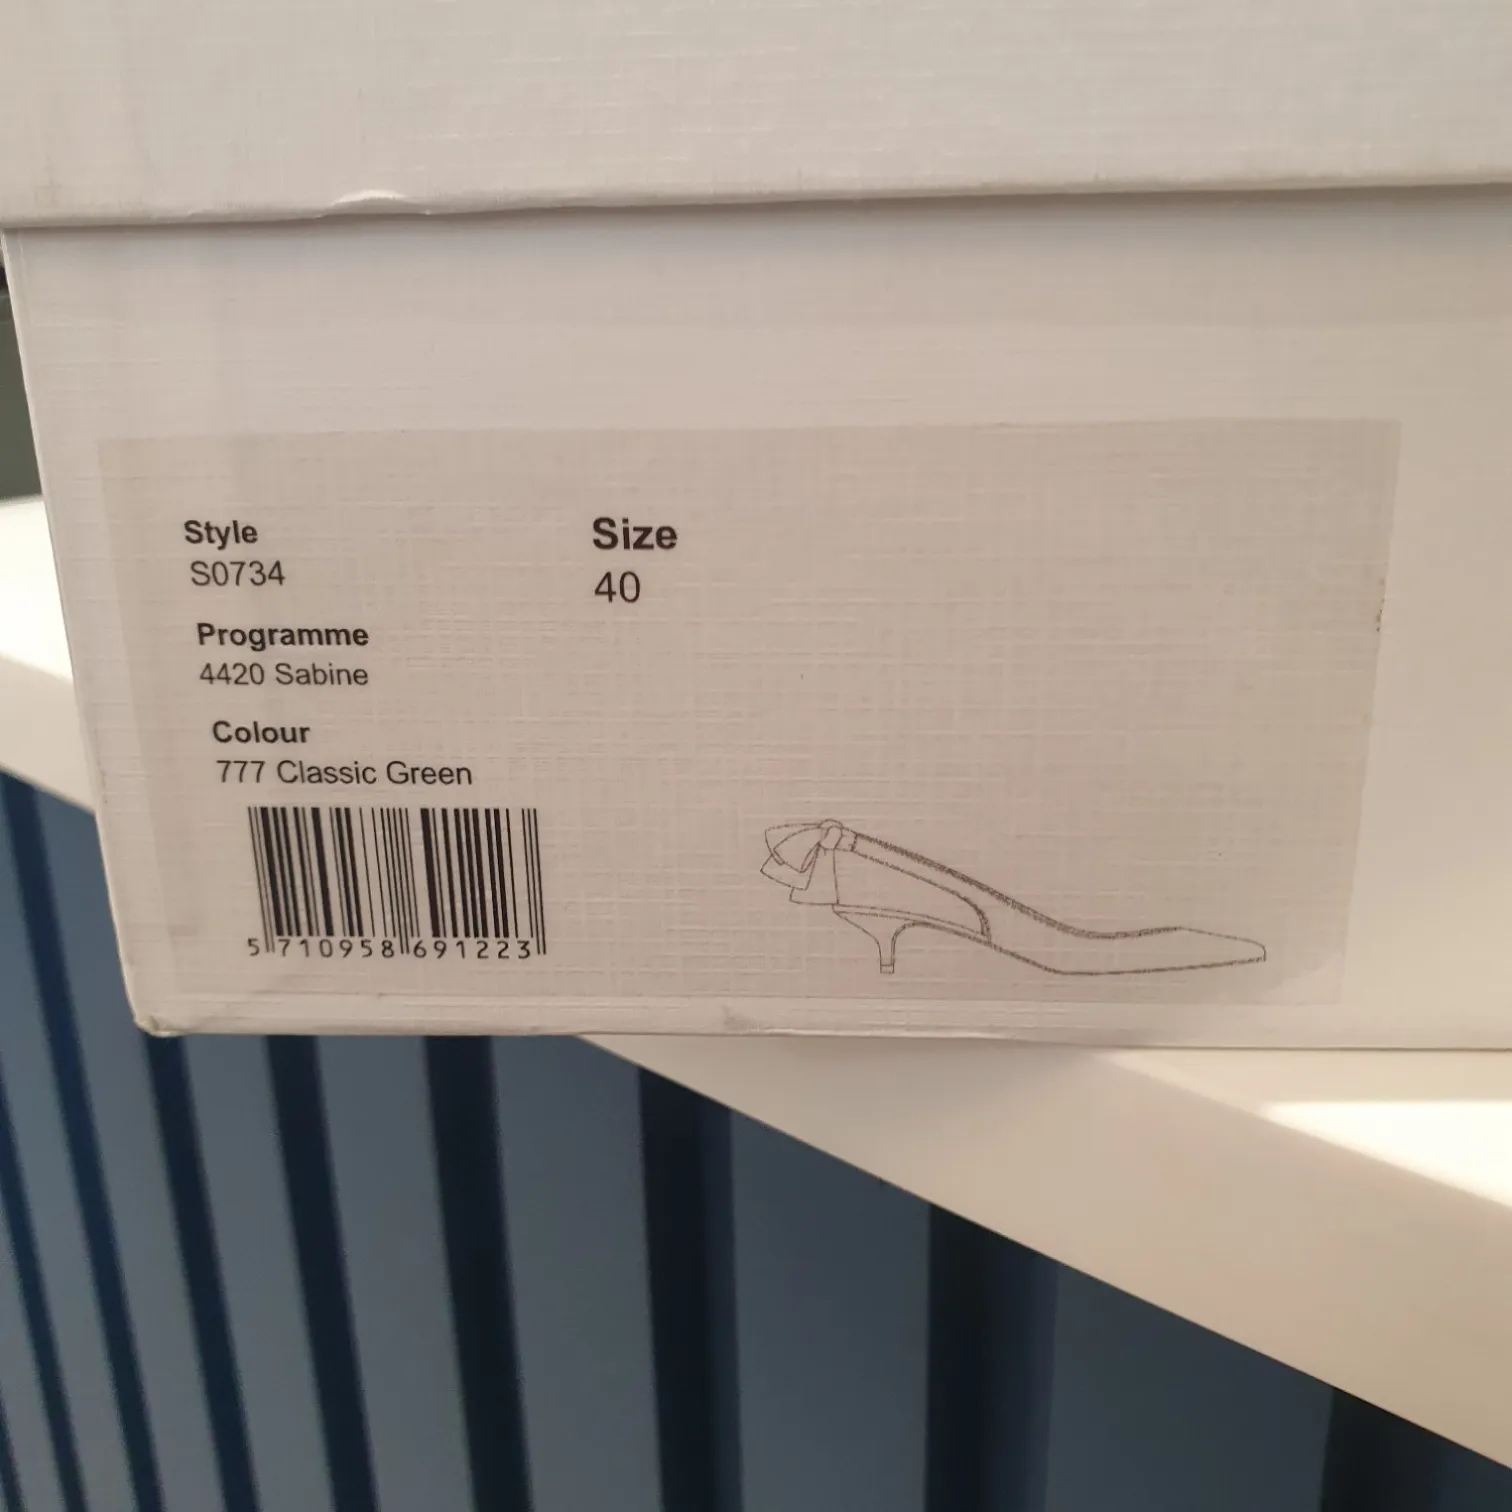 Style
S0734
Size
40
Programme
4420 Sabine
Colour
777 Classic Green
5 710958 691223